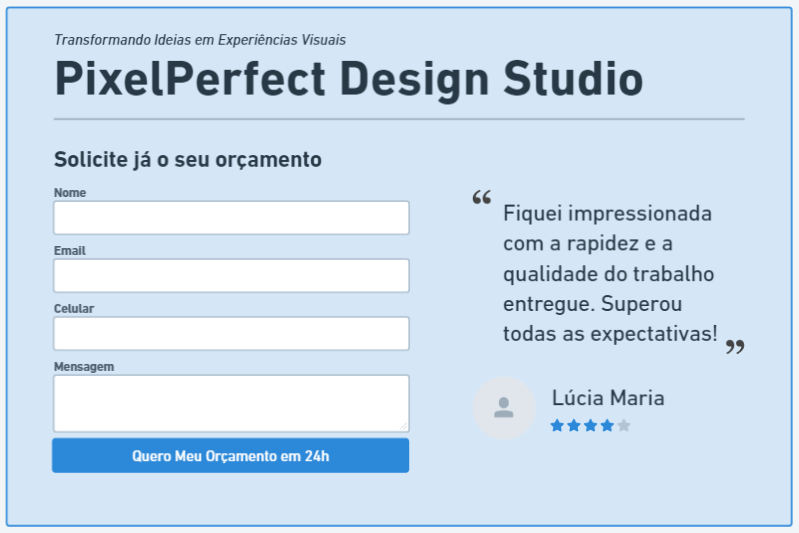 Transformando Ideias em Experiências Visuais
PixelPerfect Design Studio
Solicite já o seu orçamento
Nome
Email
Celular
Mensagem
Quero Meu Orçamento em 24h
“ Fiquei impressionada
com a rapidez e a
qualidade do trabalho
entregue. Superou
todas as expectativas! ”
Lúcia Maria